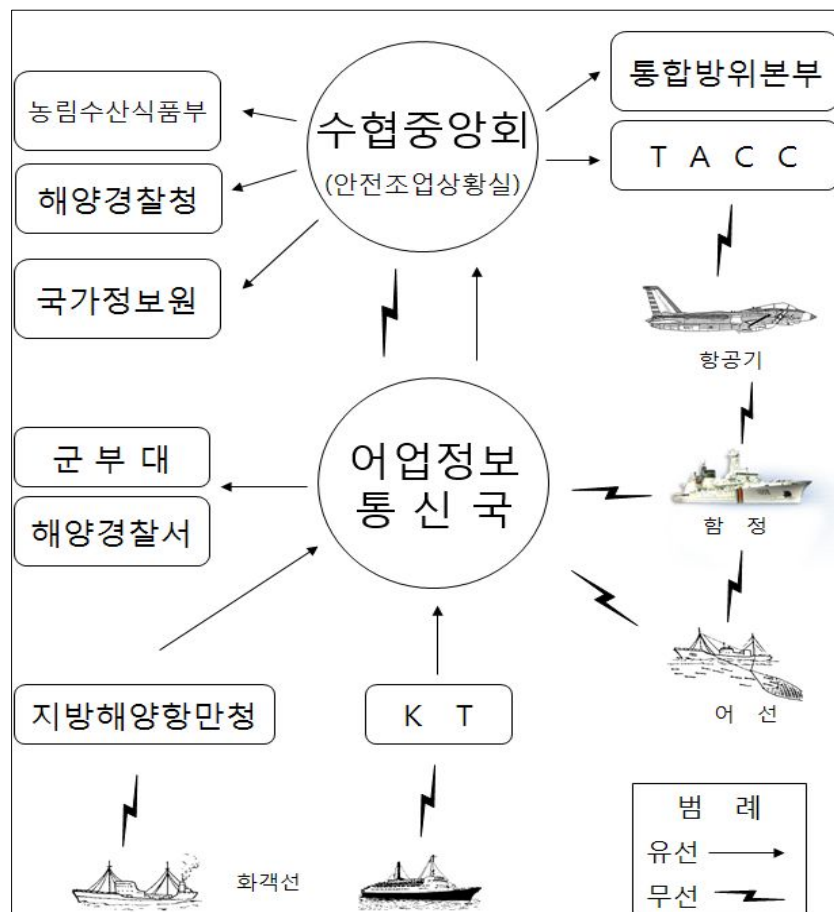 수협중앙회
(안전조업상황실)
농림수산식품부
해양경찰청
국가정보원
통합방위본부
T A C C
항공기
함 정
어 선
어업정보
통 신 국
군 부 대
해양경찰서
지방해양항만청
K T
화객선
범 례
유선
무선